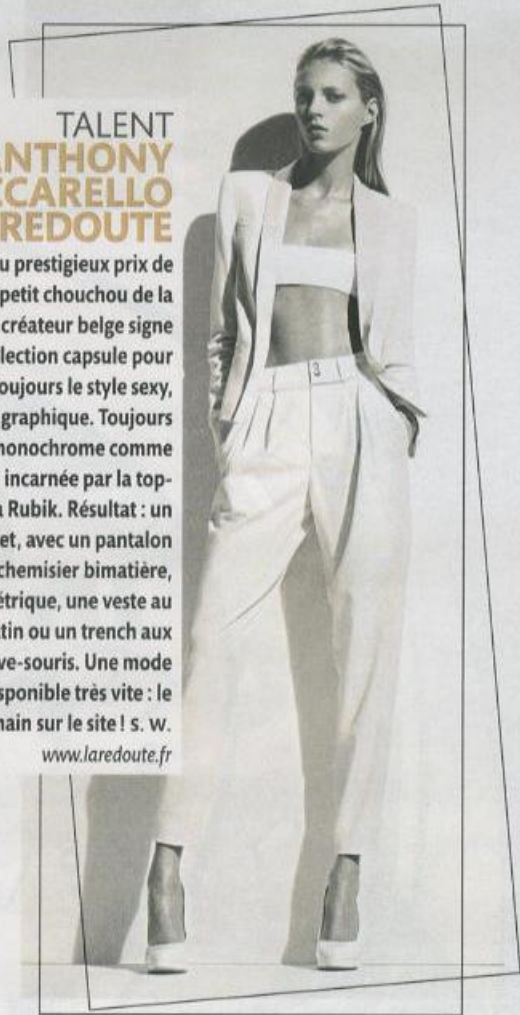 TALENT
NTHONY
CCARELLO
REDOUTE
u prestigieux prix de
petit chouchou de la
créateur belge signe
llection capsule pour
oujours le style sexy,
graphique. Toujours
monochrome comme
incarnée par la top-
a Rubik. Résultat : un
et, avec un pantalon
chemisier bimatière,
étrique, une veste au
tin ou un trench aux
ve-souris. Une mode
sponible très vite : le
main sur le site ! S. W.
www.laredoute.fr